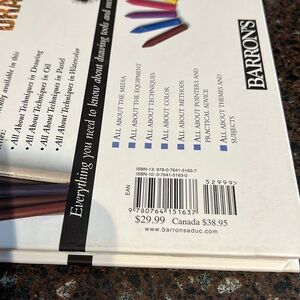 DRA
BARRON'S
ally available in this
All About Techniques in Drawing
All About Techniques in Oil
All About Techniques in Pastel
All About Techniques in Watercolor
Everything you need to know about drawing tools and
ALL ABOUT THE MEDIA
ALL ABOUT THE EQUIPMENT
ALL ABOUT TECHNIQUES
ALL ABOUT COLOR
ALL ABOUT METHODS
ALL ABOUT POINTERS AND
PRACTICAL ADVICE
ALL ABOUT THEMES AND
SUBJECTS
ISBN-13: 978-0-7641-5163-7
ISBN-10: 0-7641-5163-0
52999
EAN
9 780764 151637
$29.99 Canada $38.95
www.barronseduc.com